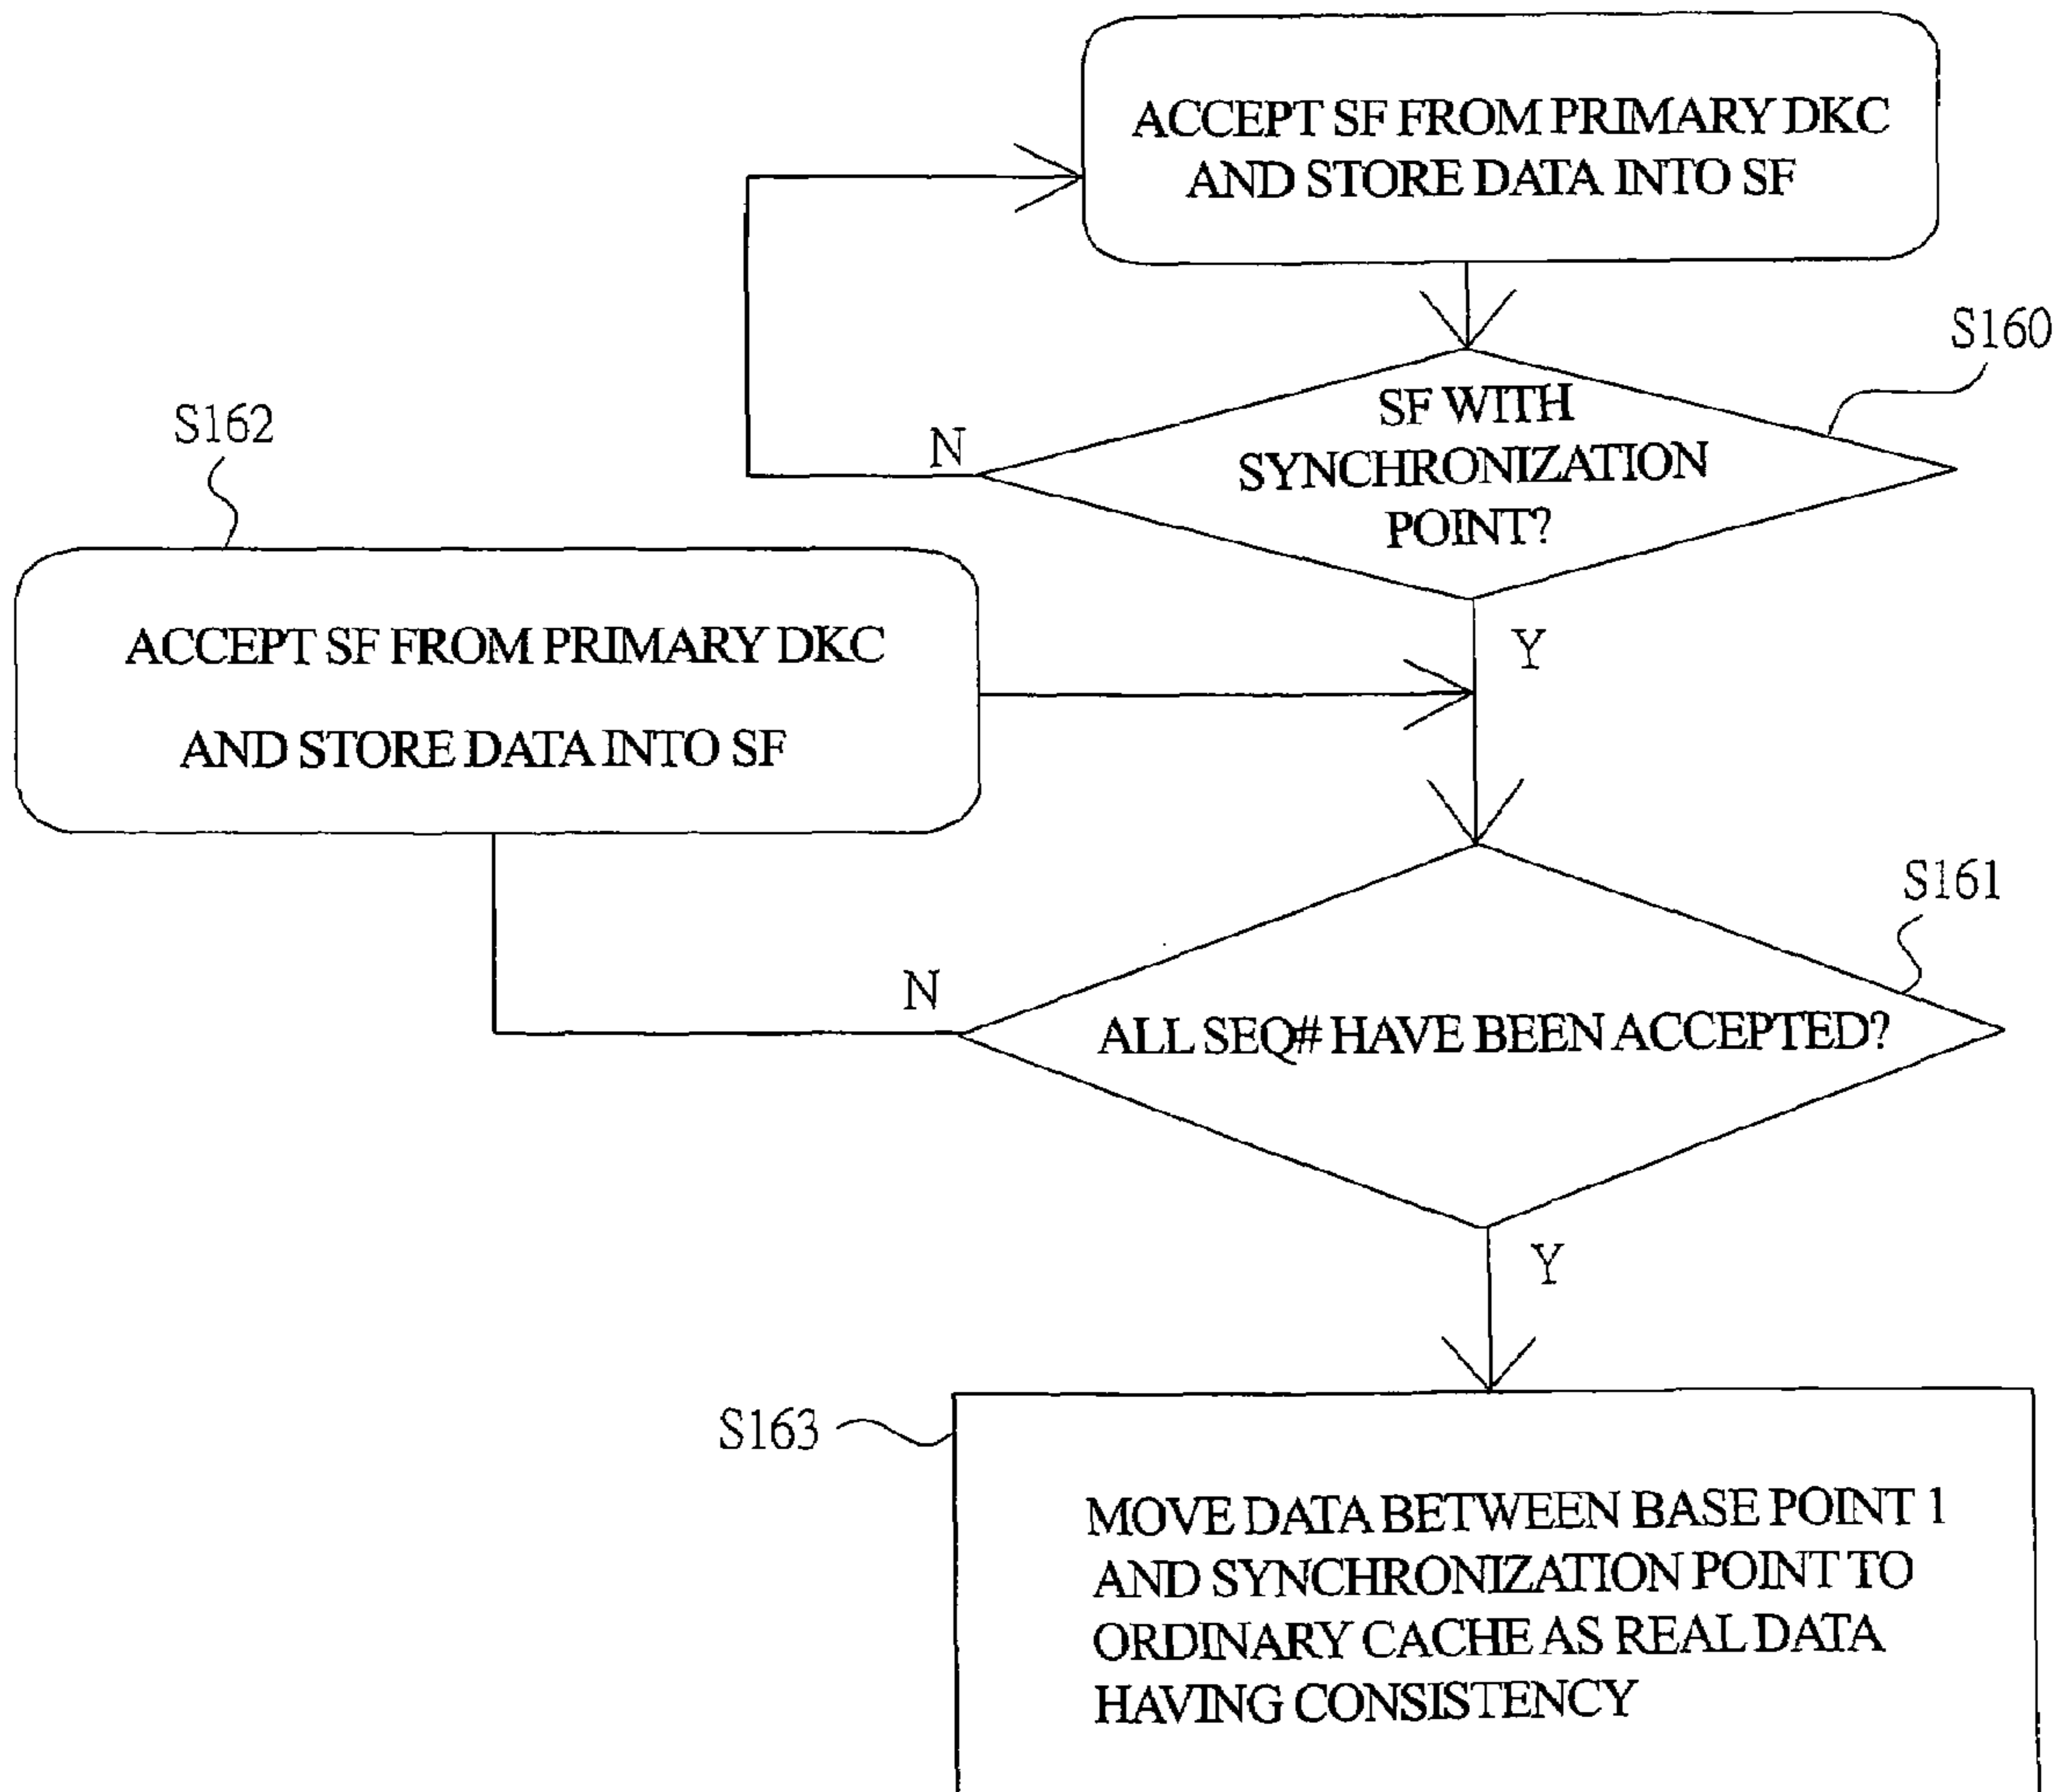 ACCEPT SF FROM PRIMARY DKC
AND STORE DATA INTO SF
S160
SF WITH
SYNCHRONIZATION
POINT?
N
Y
S162
ACCEPT SF FROM PRIMARY DKC
AND STORE DATA INTO SF
S161
ALL SEQ# HAVE BEEN ACCEPTED?
N
Y
S163
MOVE DATA BETWEEN BASE POINT 1
AND SYNCHRONIZATION POINT TO
ORDINARY CACHE AS REAL DATA
HAVING CONSISTENCY